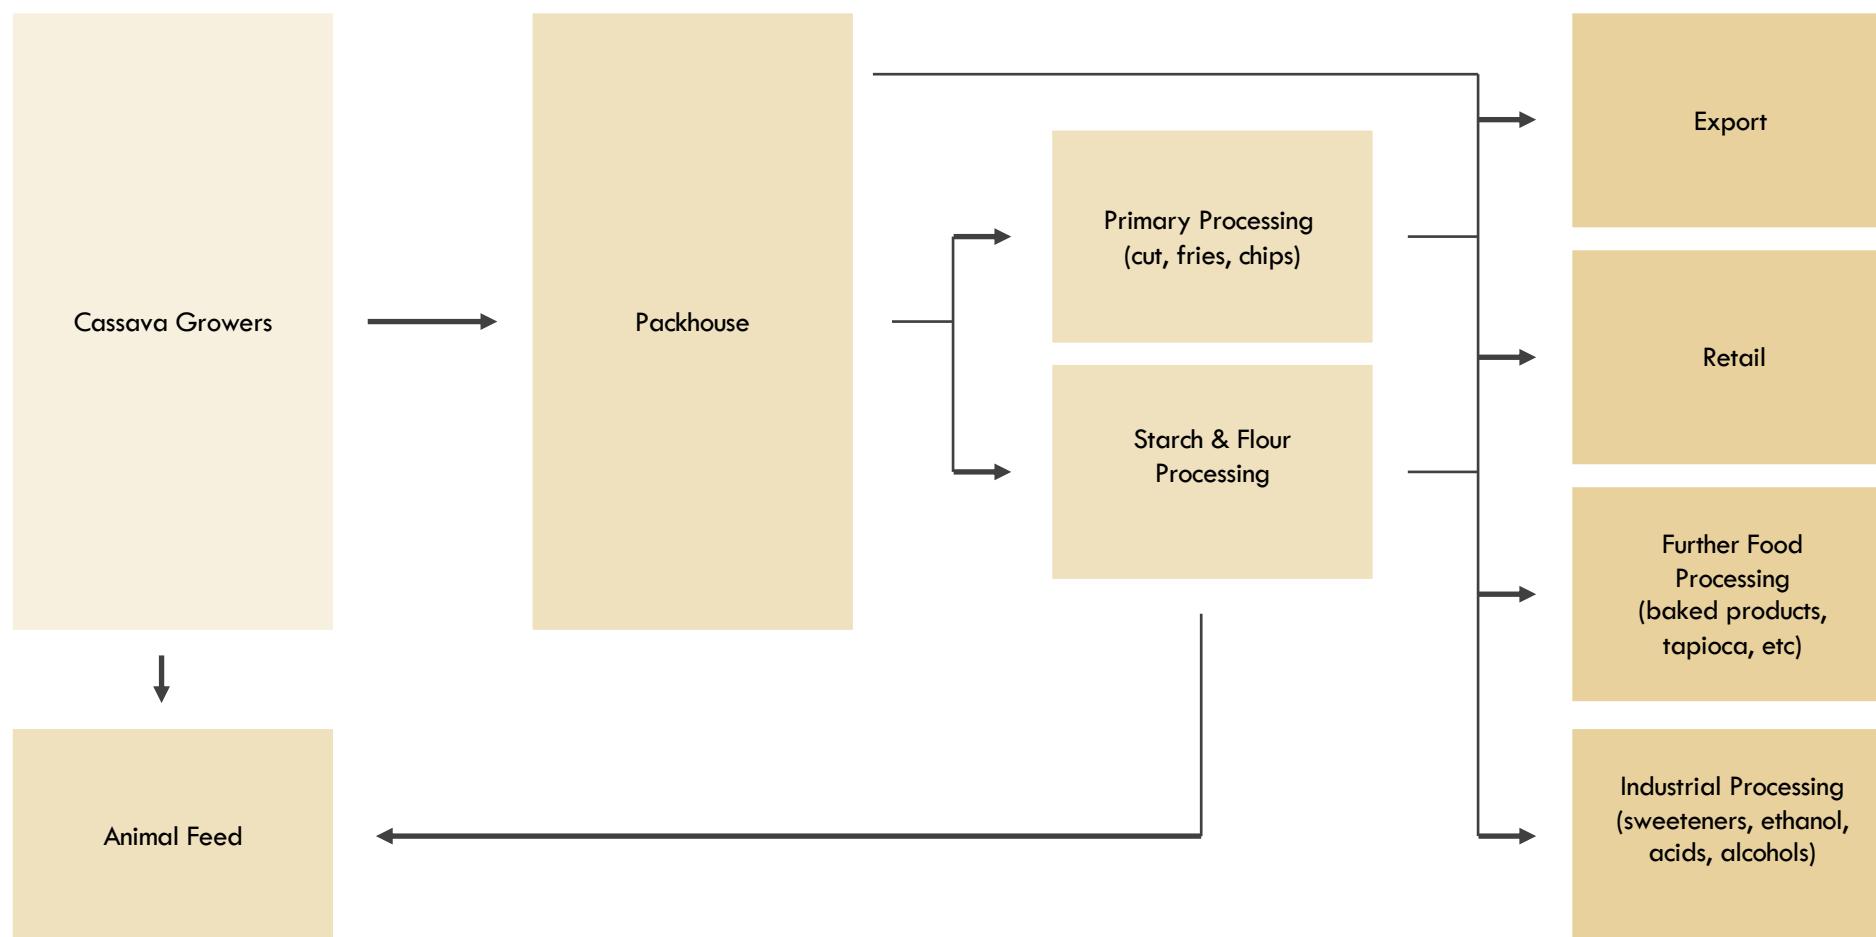 Cassava Growers
Packhouse
Primary Processing
(cut, fries, chips)
Starch & Flour
Processing
Export
Retail
Further Food
Processing
(baked products,
tapioca, etc)
Animal Feed
Industrial Processing
(sweeteners, ethanol,
acids, alcohols)